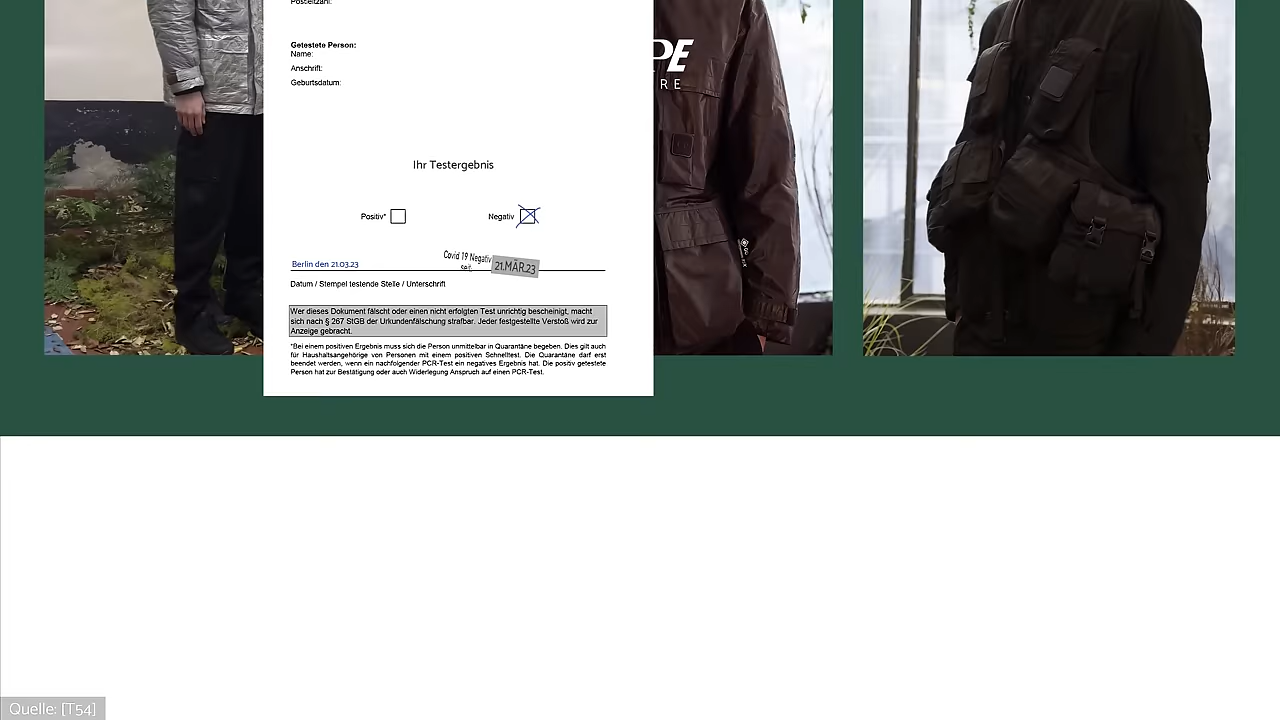 Postleitzahl:
Getestete Person:
Name:
Anschrift:
Geburtsdatum:
Ihr Testergebnis
Positiv*
Negativ
Berlin den 21.03.23
Covid 19 Negativ
seit:
21.MÄR.23
Datum / Stempel testende Stelle / Unterschrift
Wer dieses Dokument fälscht oder einen nicht erfolgten Test unrichtig bescheinigt, macht
sich nach § 267 StGB der Urkundenfälschung strafbar. Jeder festgestellte Verstoß wird zur
Anzeige gebracht.
*Bei einem positiven Ergebnis muss sich die Person unmittelbar in Quarantäne begeben. Dies gilt auch
für Haushaltsangehörige von Personen mit einem positiven Schnelltest. Die Quarantäne darf erst
beendet werden, wenn ein nachfolgender PCR-Test ein negatives Ergebnis hat. Die positiv getestete
Person hat zur Bestätigung oder auch Widerlegung Anspruch auf einen PCR-Test.
PE
RE
Quelle: [T54]